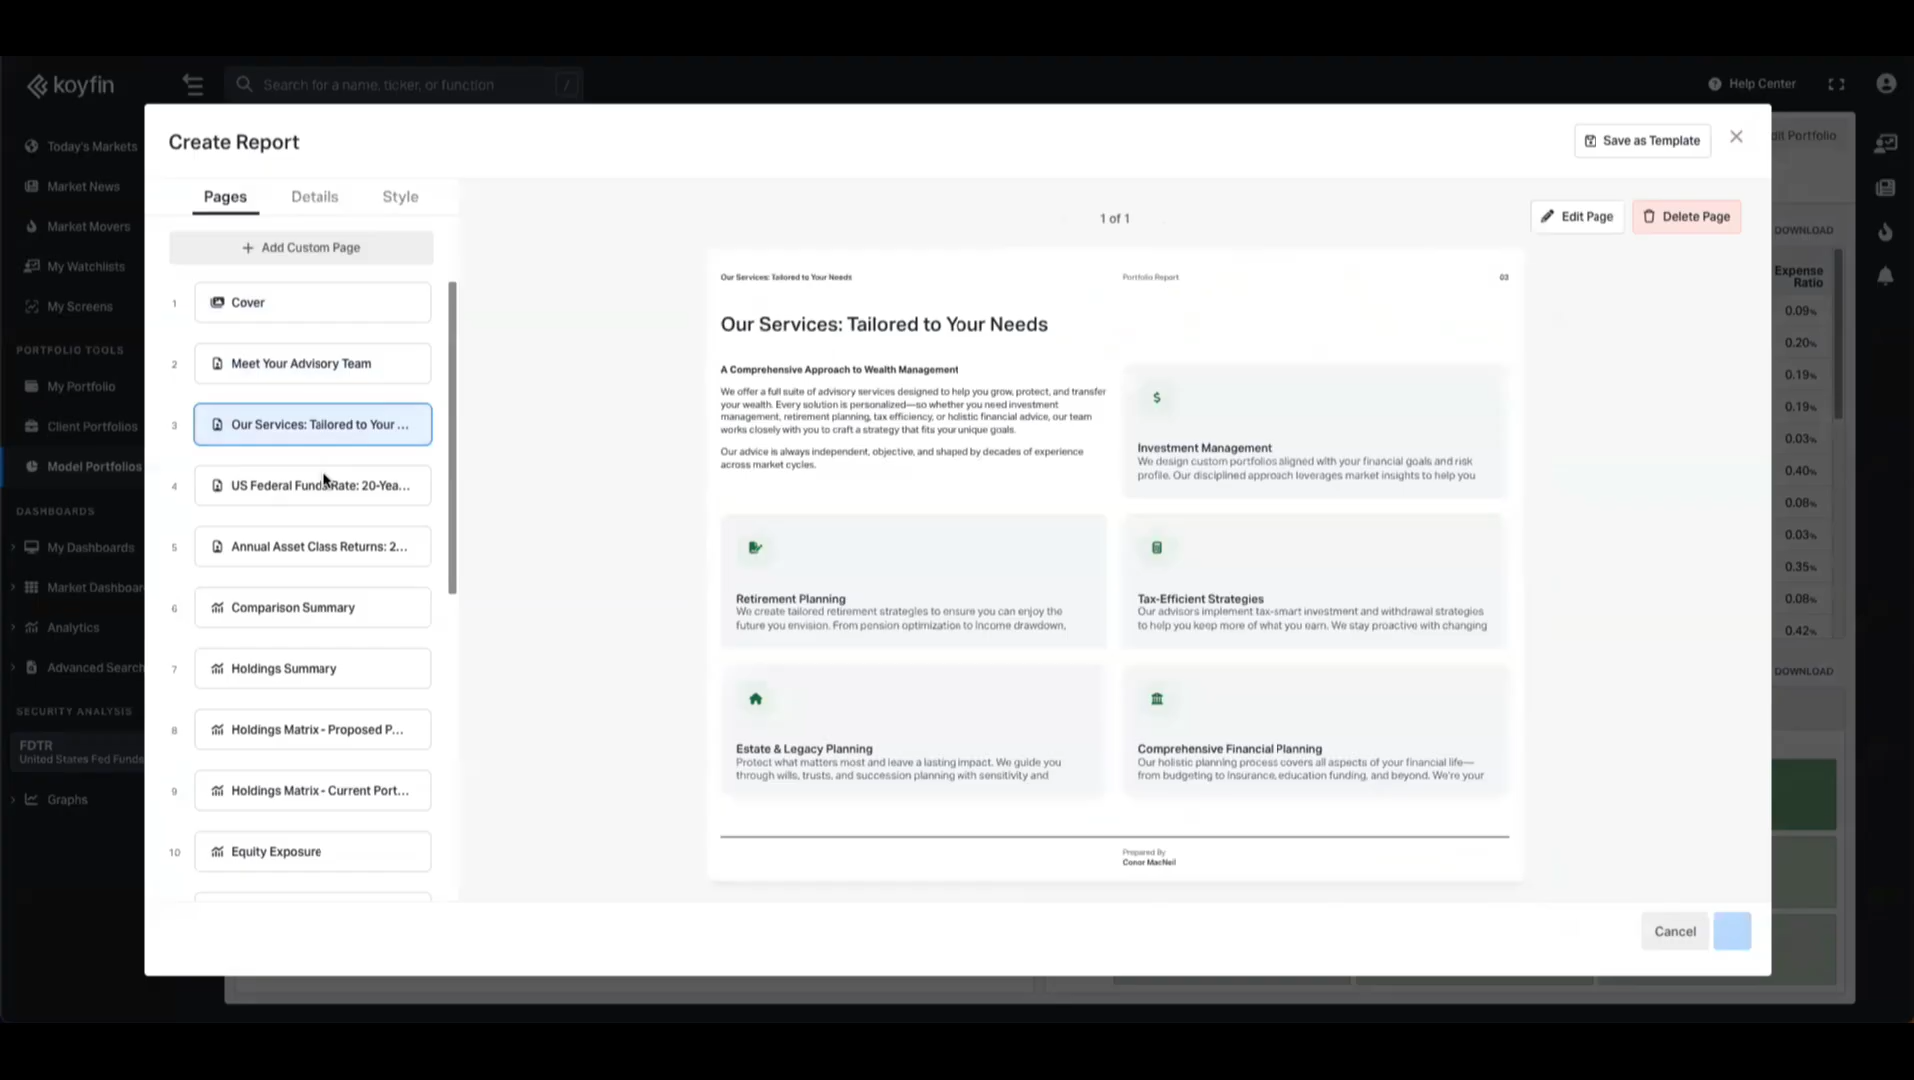 koyfin
Search for a name, ticker, or function
/
Help Center
Today's Markets
Market News
Market Movers
My Watchlists
My Screens
PORTFOLIO TOOLS
My Portfolio
Client Portfolios
Model Portfolios
DASHBOARDS
My Dashboards
Market Dashboar
Analytics
Advanced Search
SECURITY ANALYSIS
FDTR
United States Fed Funds
Graphs
Create Report
Save as Template
Pages
Details
Style
+ Add Custom Page
1 Cover
2 Meet Your Advisory Team
3 Our Services: Tailored to Your ...
4 US Federal Funds Rate: 20-Yea...
5 Annual Asset Class Returns: 2...
6 Comparison Summary
7 Holdings Summary
8 Holdings Matrix - Proposed P...
9 Holdings Matrix - Current Port...
10 Equity Exposure
1 of 1
Edit Page
Delete Page
Our Services: Tailored to Your Needs
Portfolio Report
03
Our Services: Tailored to Your Needs
A Comprehensive Approach to Wealth Management
We offer a full suite of advisory services designed to help you grow, protect, and transfer
your wealth. Every solution is personalized—so whether you need investment
management, retirement planning, tax efficiency, or holistic financial advice, our team
works closely with you to craft a strategy that fits your unique goals.
Our advice is always independent, objective, and shaped by decades of experience
across market cycles.
$
Investment Management
We design custom portfolios aligned with your financial goals and risk
profile. Our disciplined approach leverages market insights to help you
Retirement Planning
We create tailored retirement strategies to ensure you can enjoy the
future you envision. From pension optimization to income drawdown,
Tax-Efficient Strategies
Our advisors implement tax-smart investment and withdrawal strategies
to help you keep more of what you earn. We stay proactive with changing
Estate & Legacy Planning
Protect what matters most and leave a lasting impact. We guide you
through wills, trusts, and succession planning with sensitivity and
Comprehensive Financial Planning
Our holistic planning process covers all aspects of your financial life—
from budgeting to insurance, education funding, and beyond. We're your
Prepared By
Conor MacNeil
Cancel
dit Portfolio
DOWNLOAD
Expense
Ratio
0.09%
0.20%
0.19%
0.19%
0.03%
0.40%
0.08%
0.03%
0.35%
0.08%
0.42%
DOWNLOAD